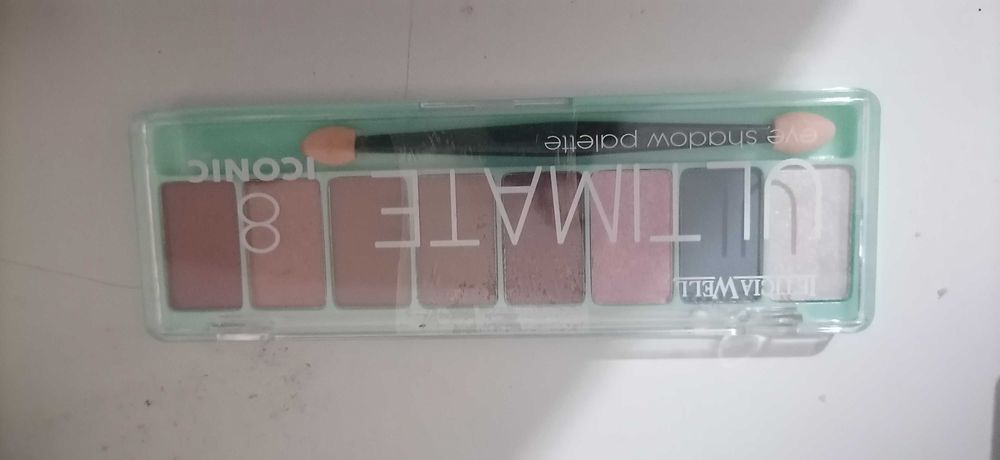 LETICIA WELL
ULTIMATE
eye shadow palette
8
ICONIC